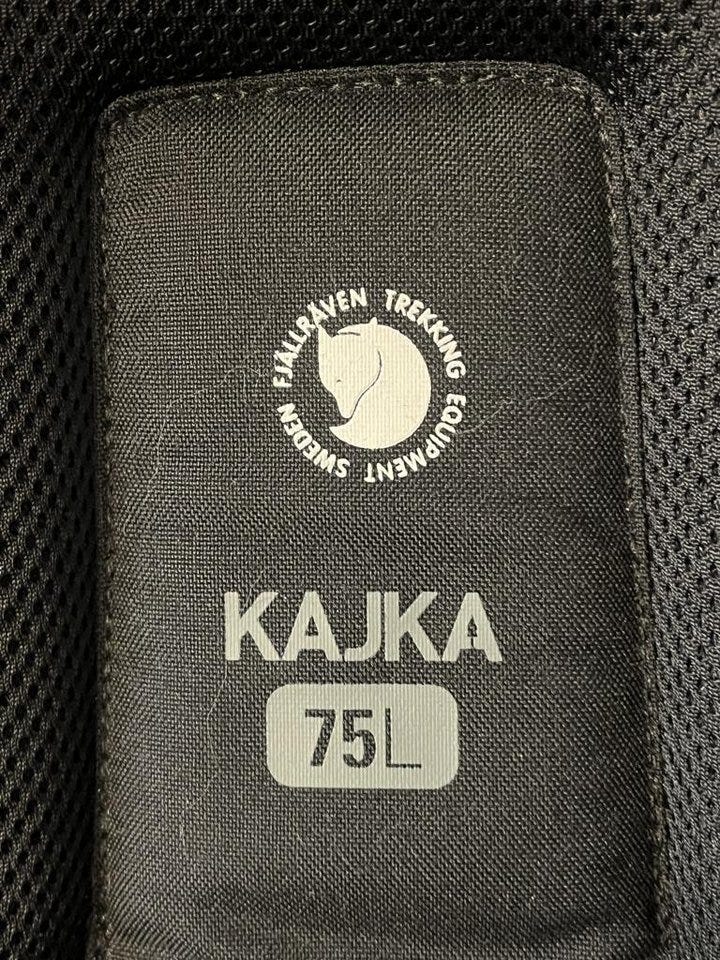 FJÄLLRÄVEN TREKKING EQUIPMENT SWEDEN
KAJKA
75L